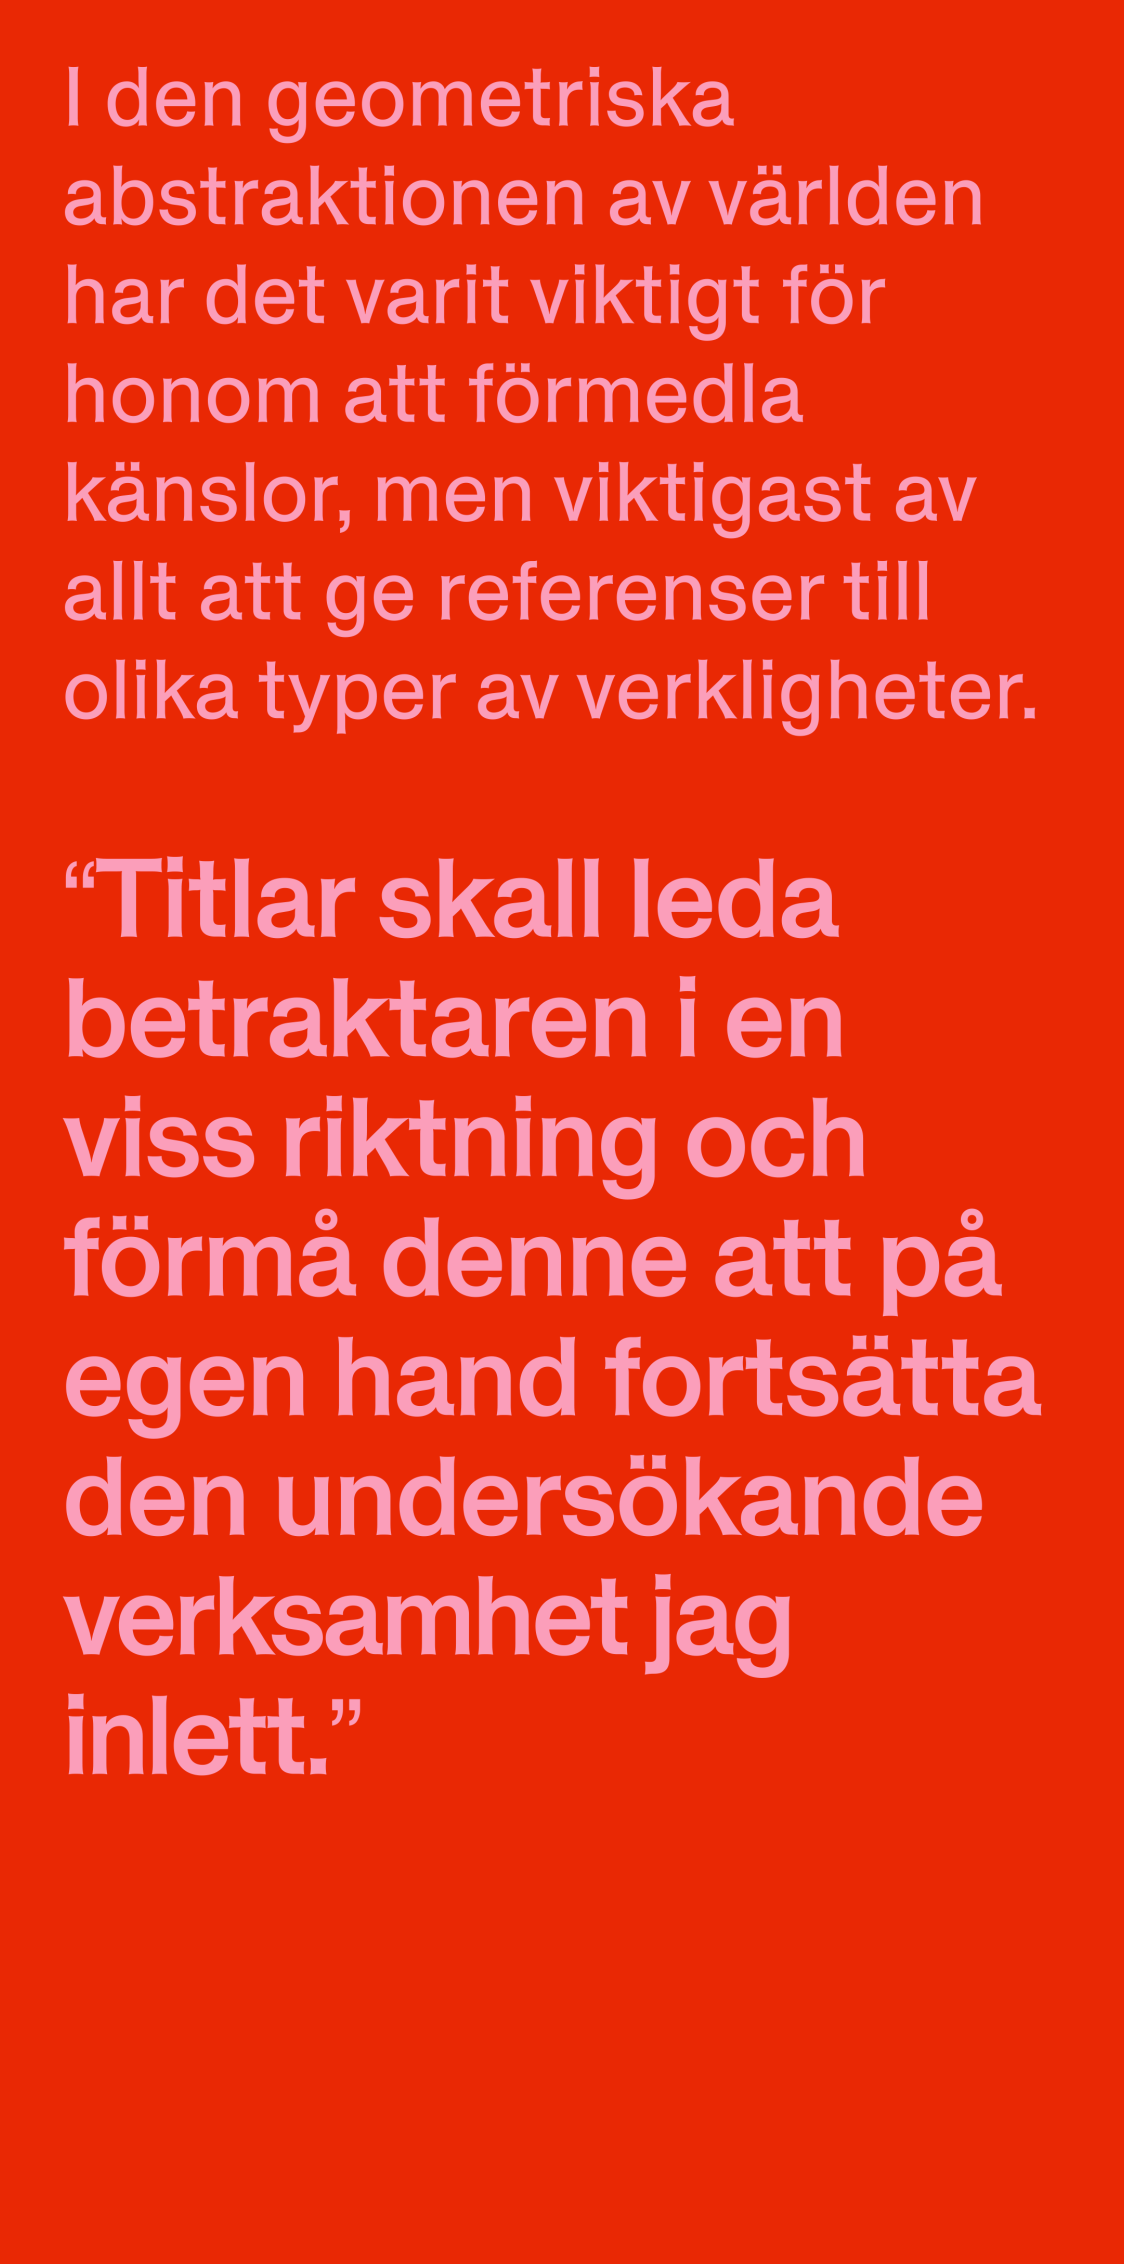 I den geometriska
abstraktionen av världen
har det varit viktigt för
honom att förmedla
känslor, men viktigast av
allt att ge referenser till
olika typer av verkligheter.
“Titlar skall leda
betraktaren i en
viss riktning och
förmå denne att på
egen hand fortsätta
den undersökande
verksamhet jag
inlett.”